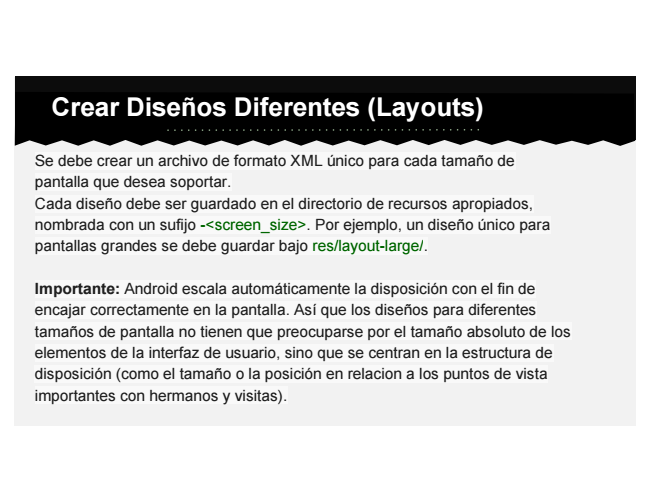 Crear Diseños Diferentes (Layouts)
Se debe crear un archivo de formato XML único para cada tamaño de
pantalla que desea soportar.
Cada diseño debe ser guardado en el directorio de recursos apropiados,
nombrada con un sufijo -<screen_size>. Por ejemplo, un diseño único para
pantallas grandes se debe guardar bajo res/layout-large/.
Importante: Android escala automáticamente la disposición con el fin de
encajar correctamente en la pantalla. Así que los diseños para diferentes
tamaños de pantalla no tienen que preocuparse por el tamaño absoluto de los
elementos de la interfaz de usuario, sino que se centran en la estructura de
disposición (como el tamaño o la posición en relacion a los puntos de vista
importantes con hermanos y visitas).